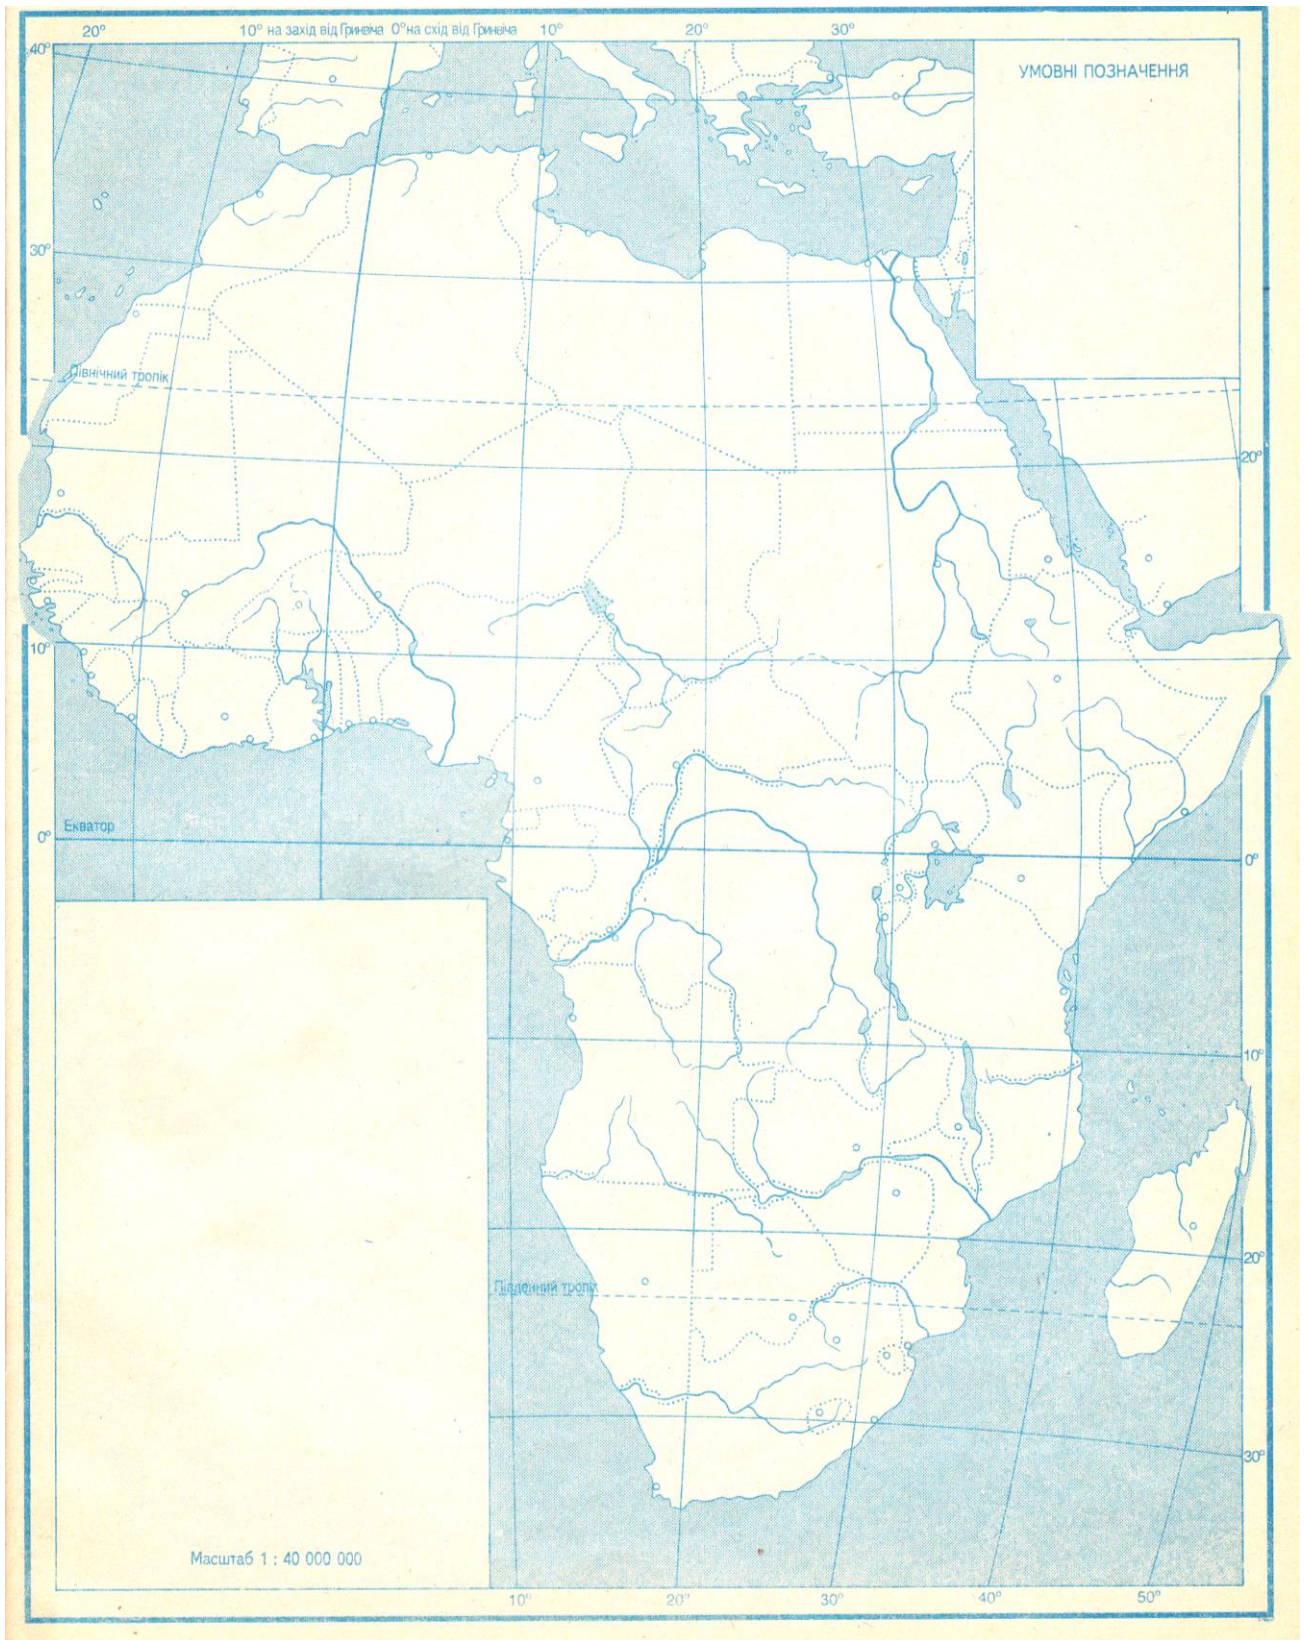 20° 10° на захід від Гринвіча 0° на схід від Гринвіча 10° 20° 30°
40°
УМОВНІ ПОЗНАЧЕННЯ
30°
Північний тропік
20°
10°
Екватор
0°
0°
10°
20°
Південний тропік
30°
Масштаб 1 : 40 000 000
10° 20° 30° 40° 50°